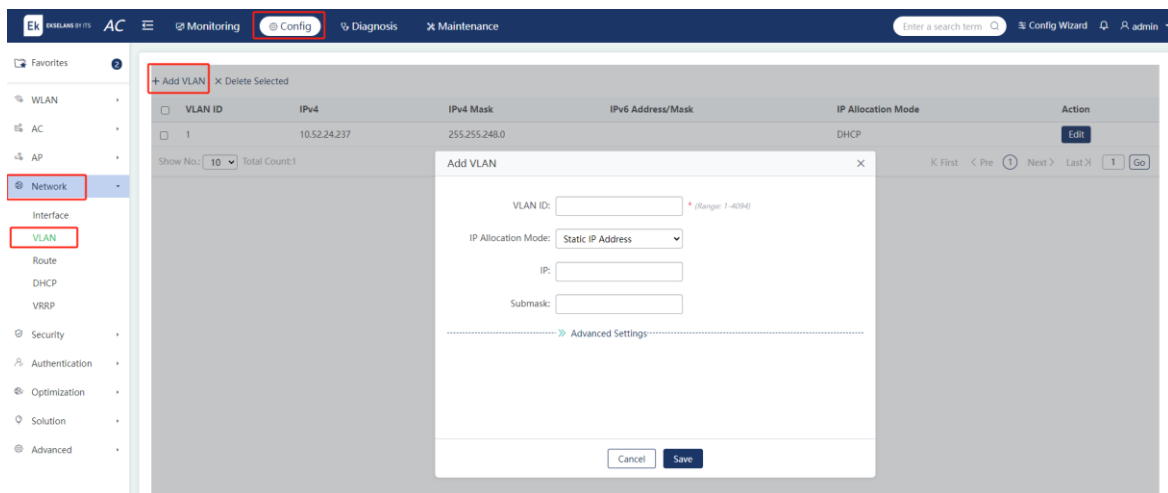 Ek EKSELANS BY ITS AC Monitoring Config Diagnosis Maintenance Enter a search term Config Wizard admin
Favorites 2
WLAN
AC
AP
Network
Interface
VLAN
Route
DHCP
VRRP
Security
Authentication
Optimization
Solution
Advanced
+ Add VLAN × Delete Selected
VLAN ID IPv4 IPv4 Mask IPv6 Address/Mask IP Allocation Mode Action
1 10.52.24.237 255.255.248.0 DHCP Edit
Show No.: 10 Total Count:1 First Pre 1 Next Last 1 Go
Add VLAN ×
VLAN ID: * (Range: 1-4094)
IP Allocation Mode: Static IP Address
IP:
Submask:
Advanced Settings
Cancel Save